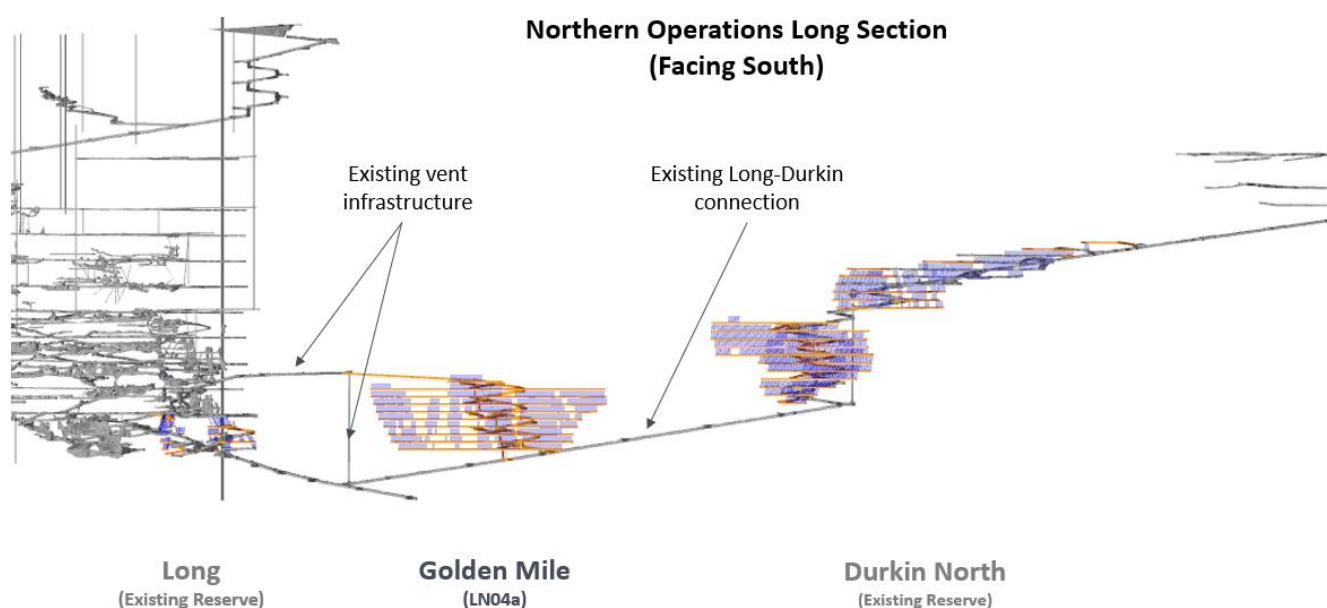 Northern Operations Long Section
(Facing South)
Existing vent
infrastructure
Existing Long-Durkin
connection
Long
(Existing Reserve)
Golden Mile
(LN04a)
Durkin North
(Existing Reserve)